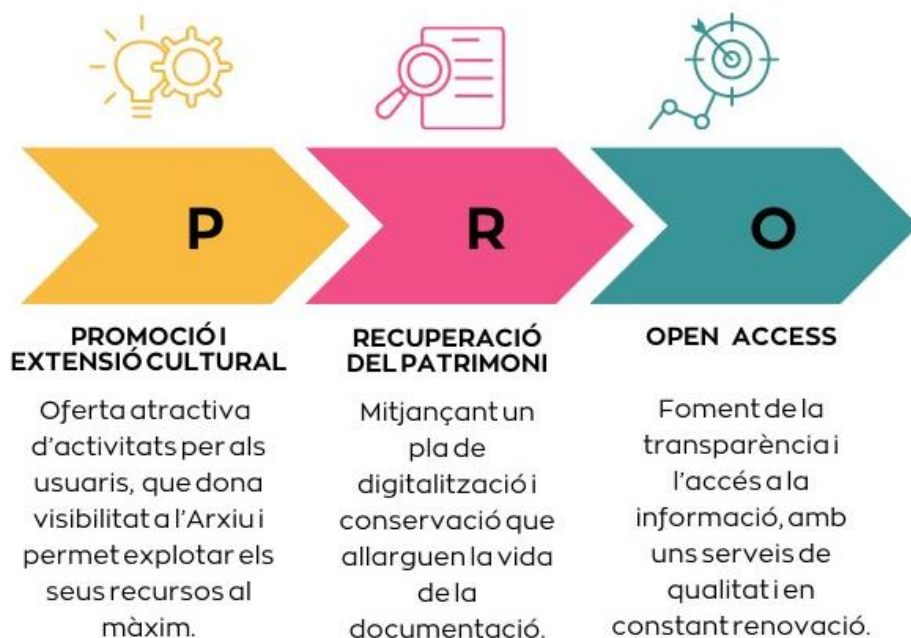 P
R
O
PROMOCIÓ I
EXTENSIÓ CULTURAL
Oferta atractiva
d'activitats per als
usuaris, que dona
visibilitat a l'Arxiu i
permet explotar els
seus recursos al
màxim.
RECUPERACIÓ
DEL PATRIMONI
Mitjançant un
pla de
digitalització i
conservació que
allarguen la vida
de la
documentació.
OPEN ACCESS
Foment de la
transparència i
l'accés a la
informació, amb
uns serveis de
qualitat i en
constant renovació.